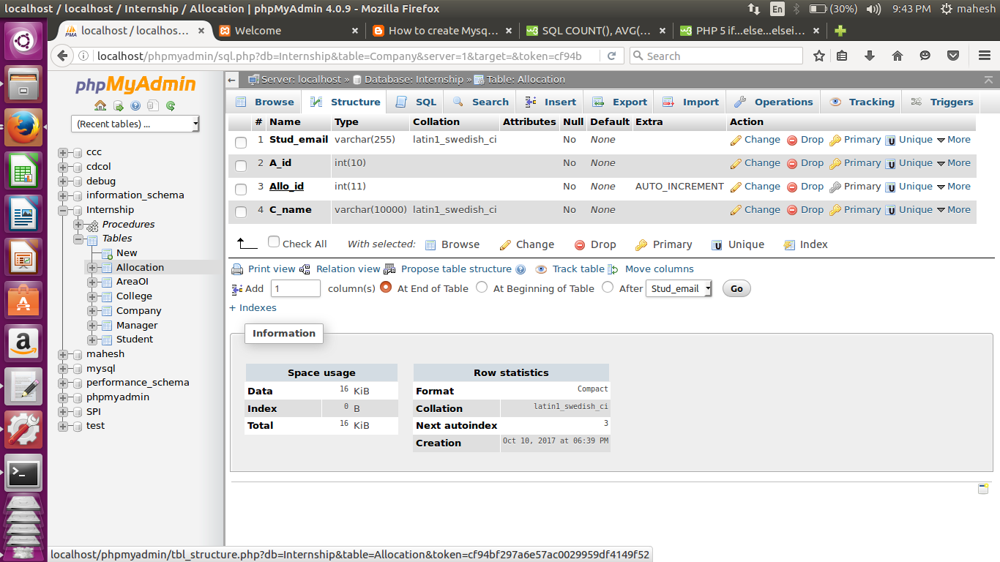 localhost / localhost / Internship / Allocation | phpMyAdmin 4.0.9 - Mozilla Firefox En (30%) 9:43 PM mahesh
PMA localhost / localhos... × Welcome × How to create Mysq... × SQL COUNT(), AVG(... × PHP 5 if...else...elsei... ×
localhost/phpmyadmin/sql.php?db=Internship&table=Company&server=1&target=&token=cf94b Search
phpMyAdmin
(Recent tables) ...
ccc
cdcol
debug
information_schema
Internship
Procedures
Tables
New
Allocation
AreaOI
College
Company
Manager
Student
mahesh
mysql
performance_schema
phpmyadmin
SPI
test
Server: localhost » Database: Internship » Table: Allocation
Browse Structure SQL Search Insert Export Import Operations Tracking Triggers
# Name Type Collation Attributes Null Default Extra Action
1 Stud_email varchar(255) latin1_swedish_ci No None Change Drop Primary Unique More
2 A_id int(10) No None Change Drop Primary Unique More
3 Allo_id int(11) No None AUTO_INCREMENT Change Drop Primary Unique More
4 C_name varchar(10000) latin1_swedish_ci No None Change Drop Primary Unique More
Check All With selected: Browse Change Drop Primary Unique Index
Print view Relation view Propose table structure Track table Move columns
Add 1 column(s) At End of Table At Beginning of Table After Stud_email Go
+ Indexes
Information
Space usage
Data 16 KiB
Index 0 B
Total 16 KiB
Row statistics
Format Compact
Collation latin1_swedish_ci
Next autoindex 3
Creation Oct 10, 2017 at 06:39 PM
localhost/phpmyadmin/tbl_structure.php?db=Internship&table=Allocation&token=cf94bf297a6e57ac0029959df4149f52